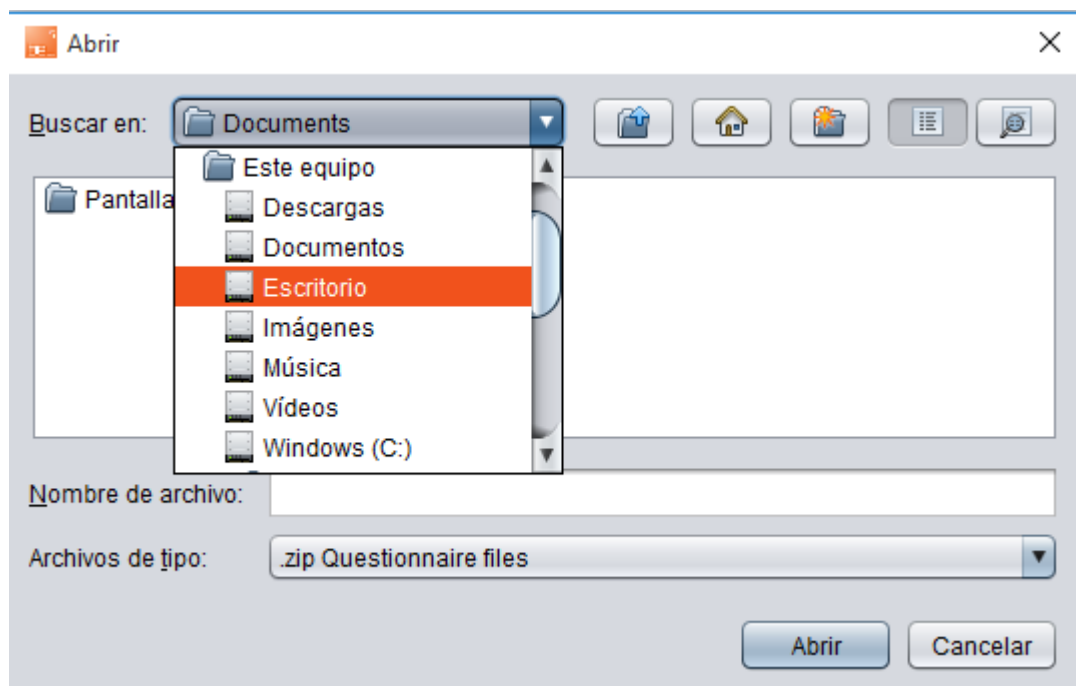 Abrir
Buscar en: Documents
Este equipo
Pantalla
Descargas
Documentos
Escritorio
Imágenes
Música
Vídeos
Windows (C:)
Nombre de archivo:
Archivos de tipo: .zip Questionnaire files
Abrir Cancelar